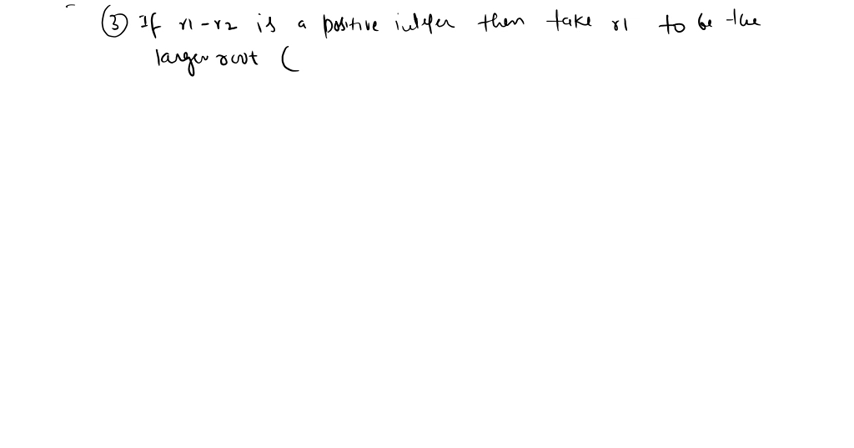 ③ If r1-r2 is a positive integer then take r1 to be the
larger root (